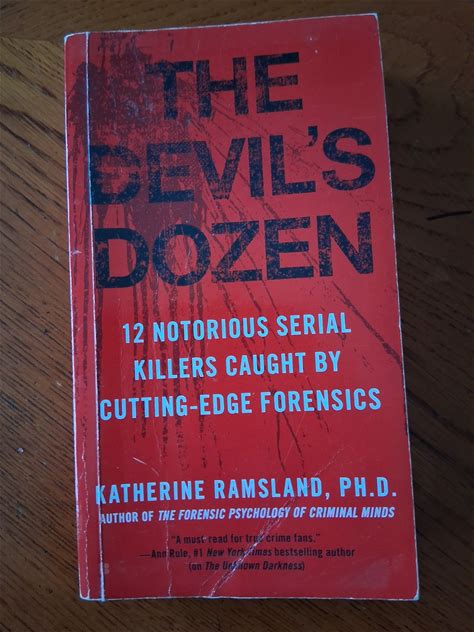 THE
DEVIL'S
DOZEN
12 NOTORIOUS SERIAL
KILLERS CAUGHT BY
CUTTING-EDGE FORENSICS
KATHERINE RAMSLAND, PH.D.
AUTHOR OF THE FORENSIC PSYCHOLOGY OF CRIMINAL MINDS
"A must read for true crime fans."
—Ann Rule, #1 New York Times bestselling author
(on The Unknown Darkness)